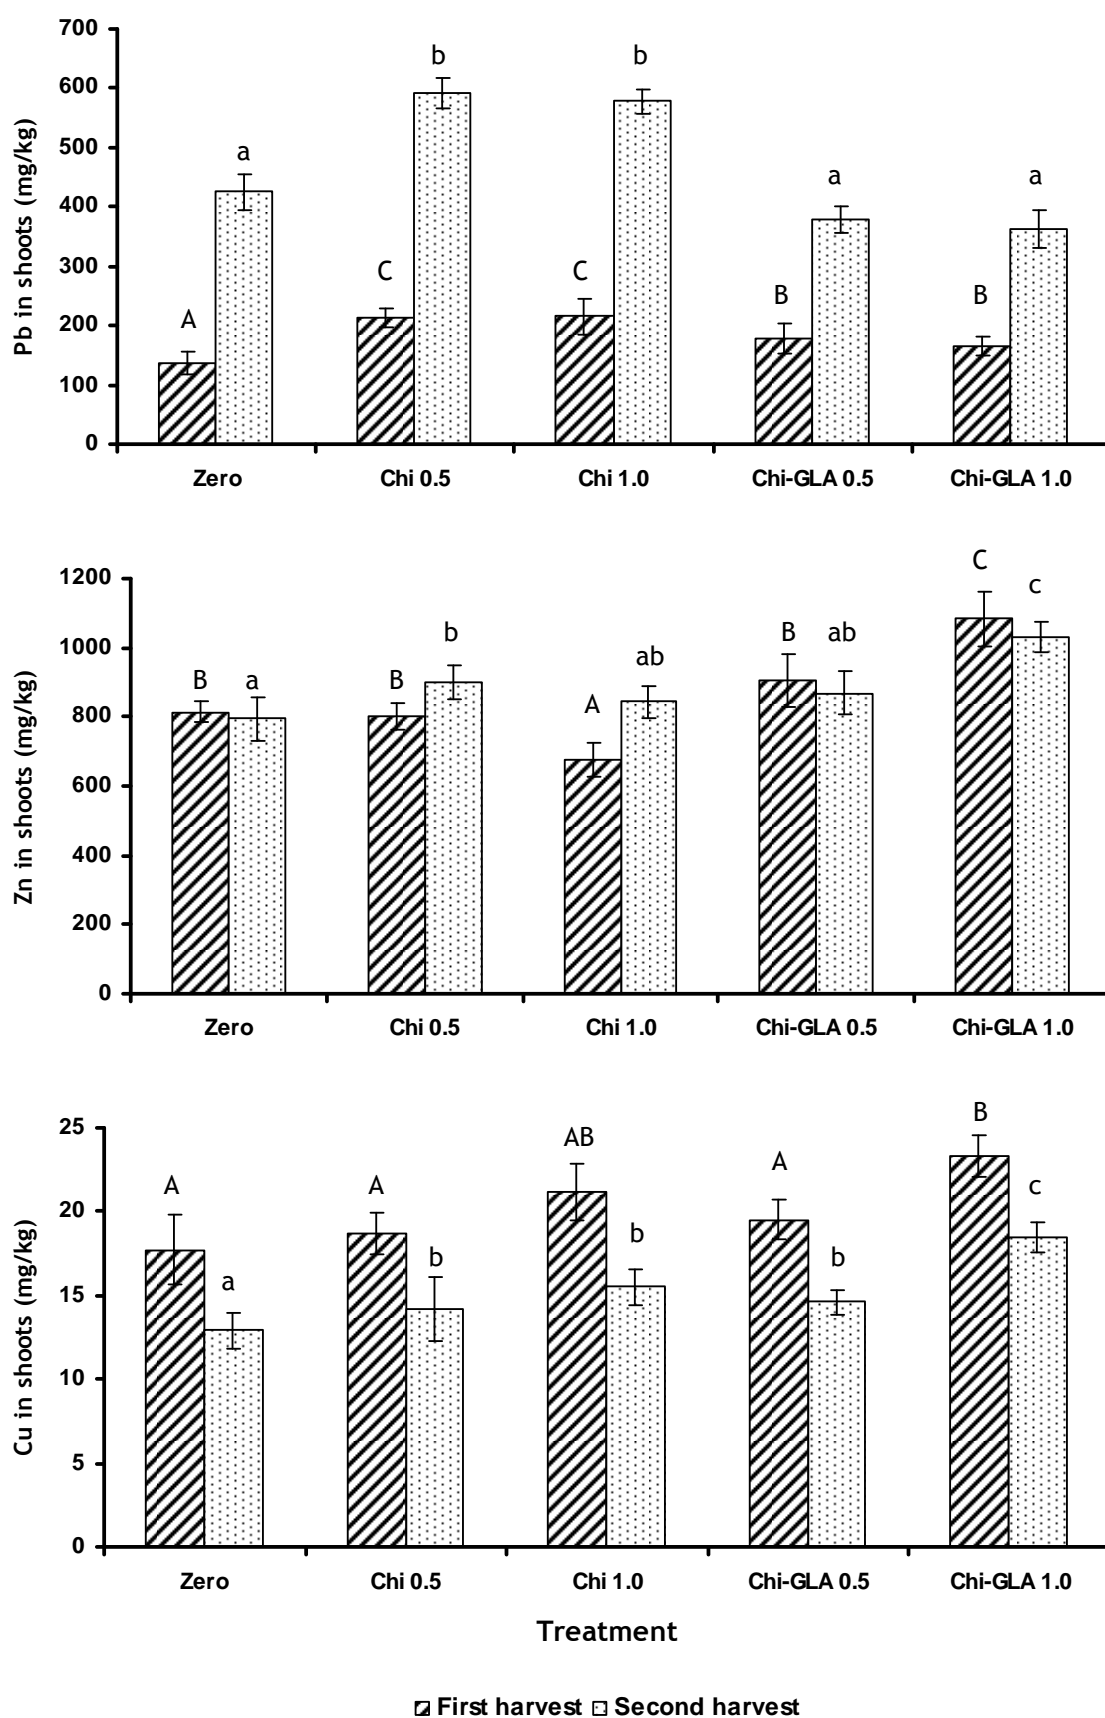 Pb in shoots (mg/kg)
700
600
500
400
300
200
100
0
A
a
C
b
C
b
B
a
B
a
Zero
Chi 0.5
Chi 1.0
Chi-GLA 0.5
Chi-GLA 1.0
Zn in shoots (mg/kg)
1200
1000
800
600
400
200
0
B
a
B
b
A
ab
B
ab
C
c
Zero
Chi 0.5
Chi 1.0
Chi-GLA 0.5
Chi-GLA 1.0
Cu in shoots (mg/kg)
25
20
15
10
5
0
A
a
A
b
AB
b
A
b
B
c
Zero
Chi 0.5
Chi 1.0
Chi-GLA 0.5
Chi-GLA 1.0
Treatment
First harvest
Second harvest